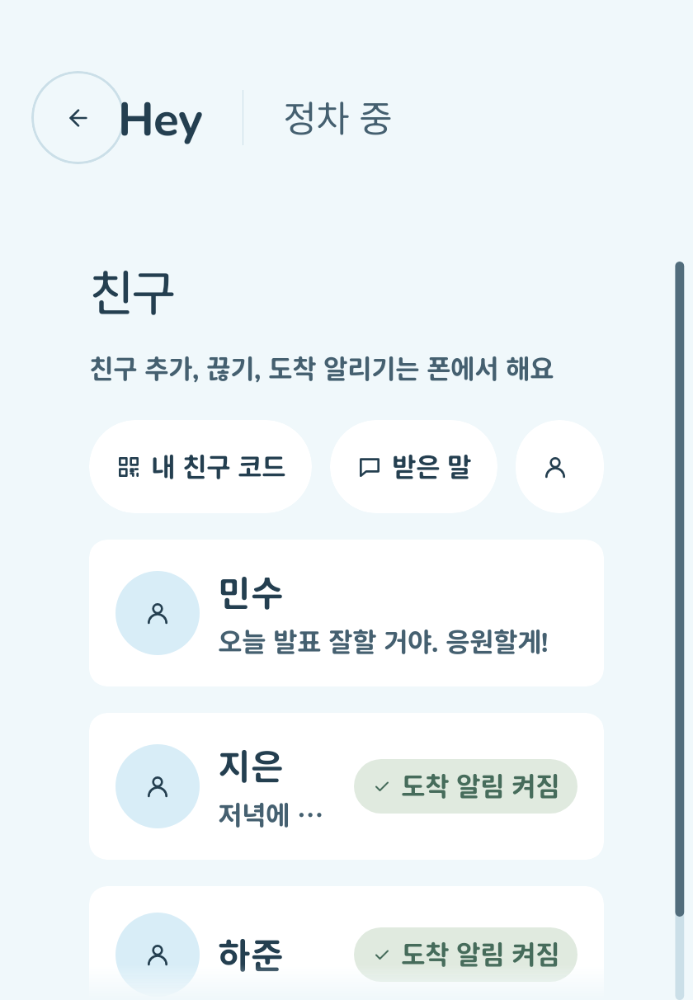 Hey 정차 중
친구
친구 추가, 끊기, 도착 알리기는 폰에서 해요
내 친구 코드 받은 말
민수
오늘 발표 잘할 거야. 응원할게!
지은
저녁에 ···
도착 알림 켜짐
하준
도착 알림 켜짐